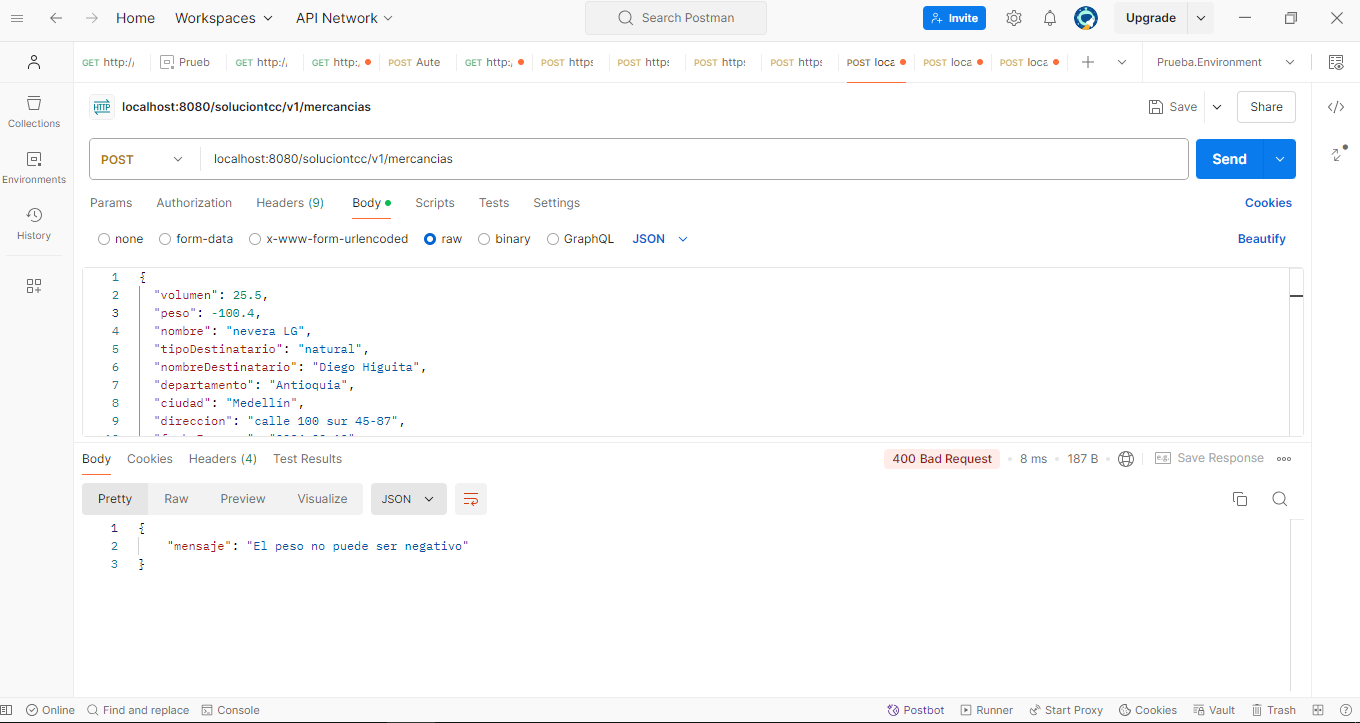 Home Workspaces API Network Search Postman Invite Upgrade
GET http:/ Prueb GET http:/ GET http:, POST Aute GET http:, POST https POST http: POST http: POST https POST loca POST loca POST loca Prueba.Environment
HTTP localhost:8080/soluciontcc/v1/mercancias Save Share
Collections
Environments
History
POST localhost:8080/soluciontcc/v1/mercancias Send
Params Authorization Headers (9) Body Scripts Tests Settings Cookies
none form-data x-www-form-urlencoded raw binary GraphQL JSON Beautify
1 {
2 "volumen": 25.5,
3 "peso": -100.4,
4 "nombre": "nevera LG",
5 "tipoDestinatario": "natural",
6 "nombreDestinatario": "Diego Higuita",
7 "departamento": "Antioquia",
8 "ciudad": "Medellín",
9 "direccion": "calle 100 sur 45-87",
Body Cookies Headers (4) Test Results 400 Bad Request 8 ms 187 B e.g. Save Response
Pretty Raw Preview Visualize JSON
1 {
2 "mensaje": "El peso no puede ser negativo"
3 }
Online Find and replace Console Postbot Runner Start Proxy Cookies Vault Trash